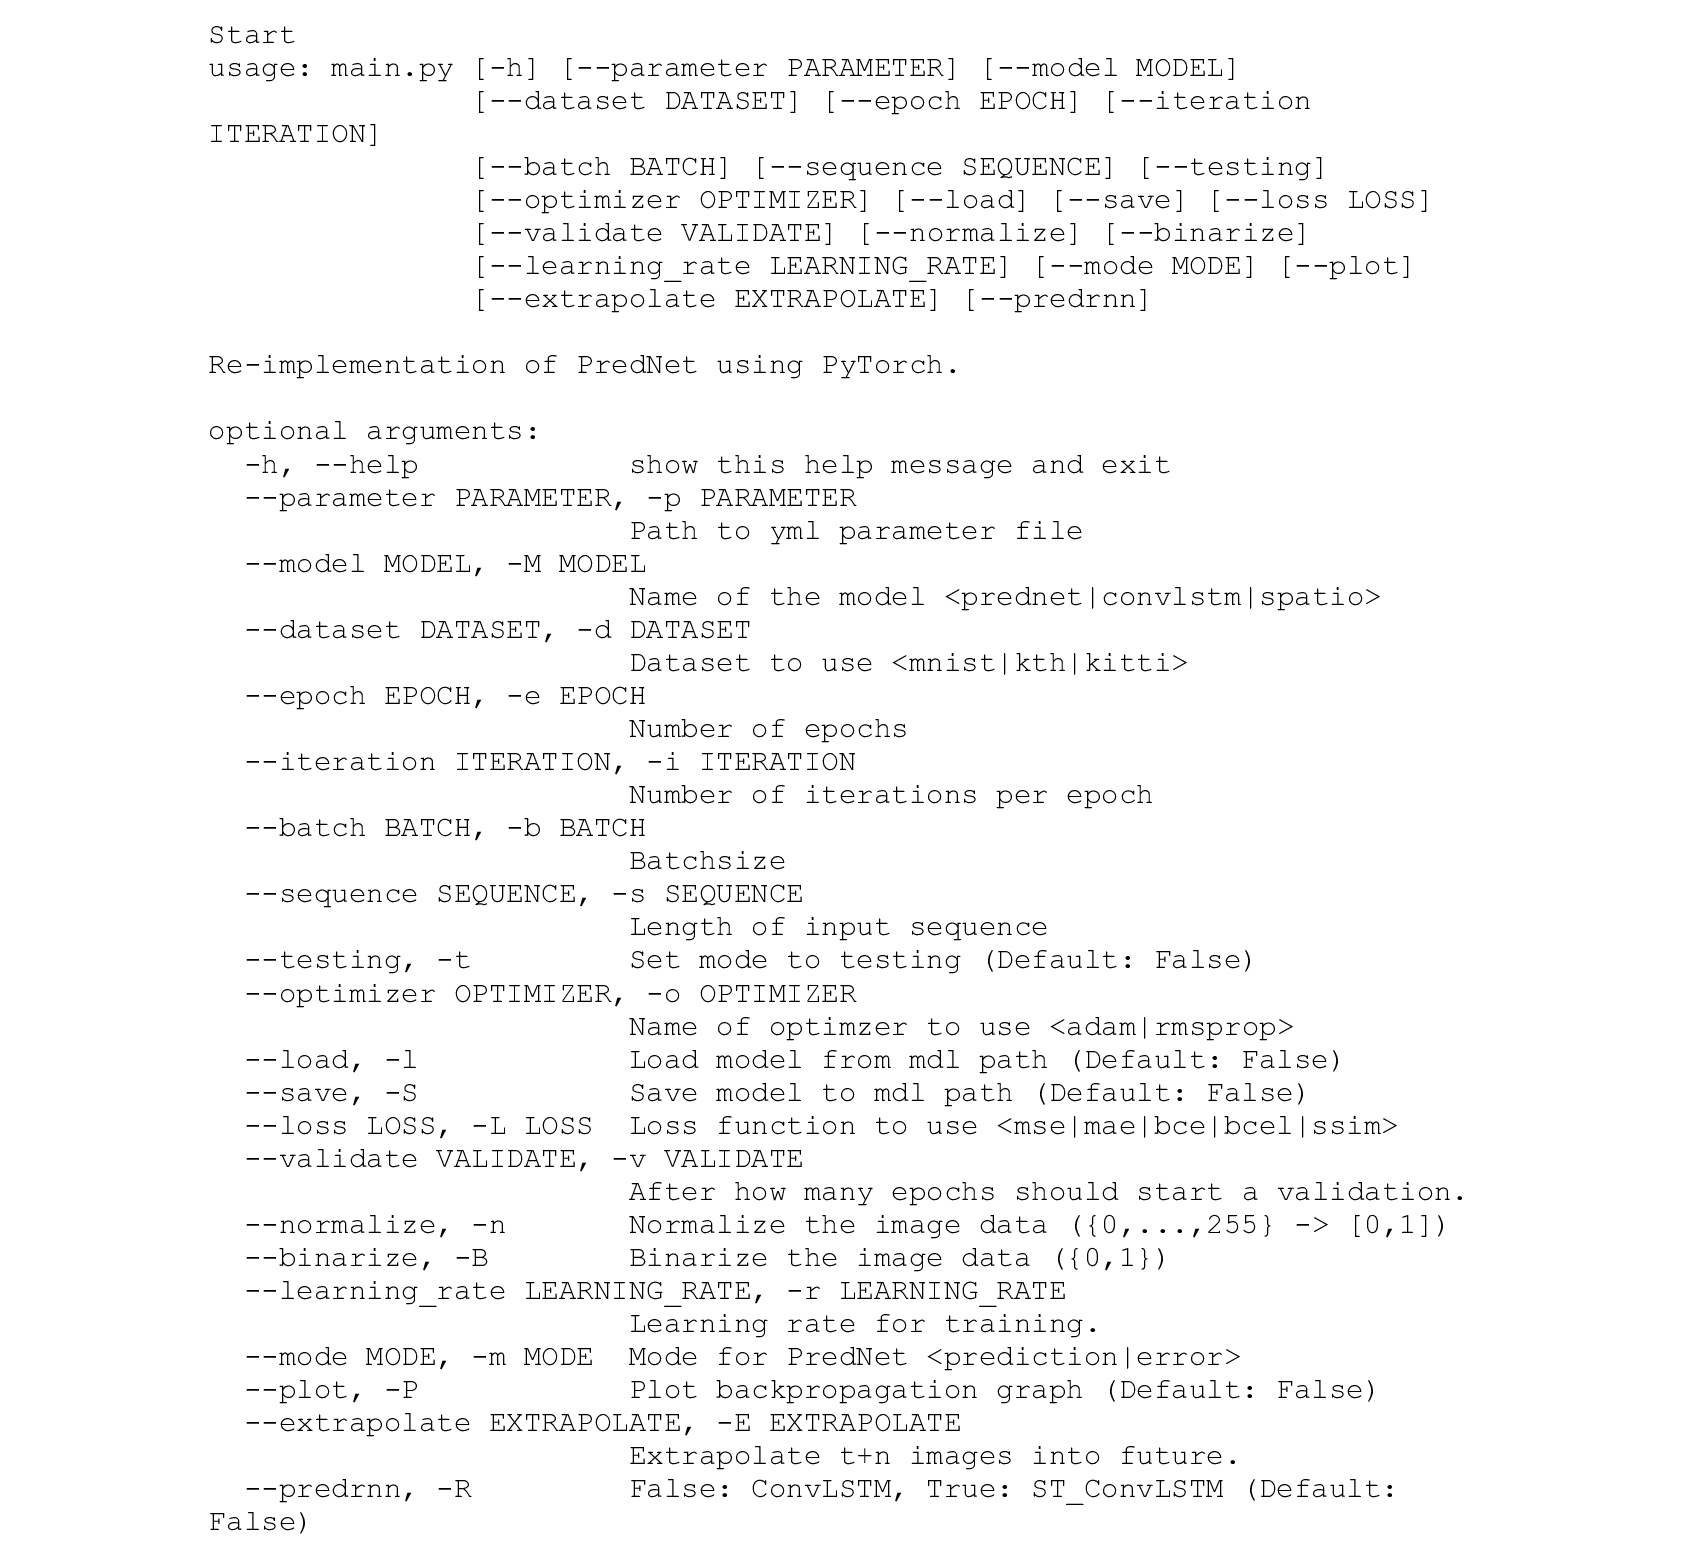 Start
usage: main.py [-h] [--parameter PARAMETER] [--model MODEL]
               [--dataset DATASET] [--epoch EPOCH] [--iteration
ITERATION]
               [--batch BATCH] [--sequence SEQUENCE] [--testing]
               [--optimizer OPTIMIZER] [--load] [--save] [--loss LOSS]
               [--validate VALIDATE] [--normalize] [--binarize]
               [--learning_rate LEARNING_RATE] [--mode MODE] [--plot]
               [--extrapolate EXTRAPOLATE] [--predrnn]

Re-implementation of PredNet using PyTorch.

optional arguments:
  -h, --help            show this help message and exit
  --parameter PARAMETER, -p PARAMETER
                        Path to yml parameter file
  --model MODEL, -M MODEL
                        Name of the model <prednet|convlstm|spatio>
  --dataset DATASET, -d DATASET
                        Dataset to use <mnist|kth|kitti>
  --epoch EPOCH, -e EPOCH
                        Number of epochs
  --iteration ITERATION, -i ITERATION
                        Number of iterations per epoch
  --batch BATCH, -b BATCH
                        Batchsize
  --sequence SEQUENCE, -s SEQUENCE
                        Length of input sequence
  --testing, -t         Set mode to testing (Default: False)
  --optimizer OPTIMIZER, -o OPTIMIZER
                        Name of optimzer to use <adam|rmsprop>
  --load, -l            Load model from mdl path (Default: False)
  --save, -S            Save model to mdl path (Default: False)
  --loss LOSS, -L LOSS  Loss function to use <mse|mae|bce|bcel|ssim>
  --validate VALIDATE, -v VALIDATE
                        After how many epochs should start a validation.
  --normalize, -n       Normalize the image data ({0,...,255} -> [0,1])
  --binarize, -B        Binarize the image data ({0,1})
  --learning_rate LEARNING_RATE, -r LEARNING_RATE
                        Learning rate for training.
  --mode MODE, -m MODE  Mode for PredNet <prediction|error>
  --plot, -P            Plot backpropagation graph (Default: False)
  --extrapolate EXTRAPOLATE, -E EXTRAPOLATE
                        Extrapolate t+n images into future.
  --predrnn, -R         False: ConvLSTM, True: ST_ConvLSTM (Default:
False)